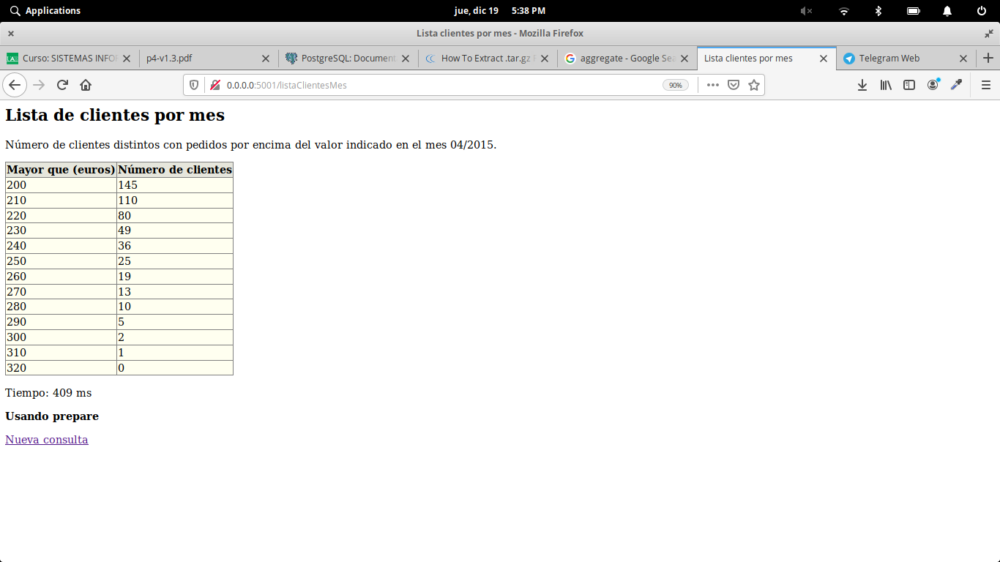 Applications jue, dic 19 5:38 PM
Lista clientes por mes - Mozilla Firefox
Curso: SISTEMAS INFO p4-v1.3.pdf PostgreSQL: Document How To Extract .tar.gz aggregate - Google Sea Lista clientes por mes Telegram Web
0.0.0.0:5001/listaClientesMes 90%
Lista de clientes por mes
Número de clientes distintos con pedidos por encima del valor indicado en el mes 04/2015.
Mayor que (euros) Número de clientes
200 145
210 110
220 80
230 49
240 36
250 25
260 19
270 13
280 10
290 5
300 2
310 1
320 0
Tiempo: 409 ms
Usando prepare
Nueva consulta